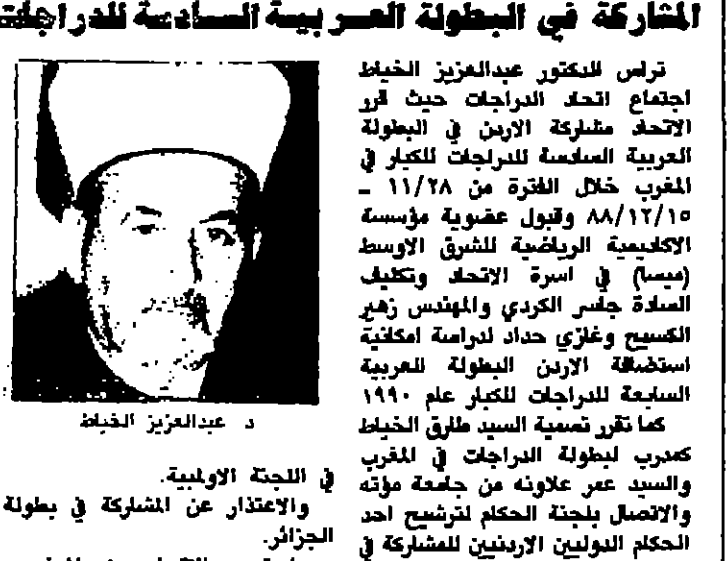 المشاركة في البطولة العربية السادسة للدراجات
ترأس الدكتور عبدالعزيز الخياط
اجتماع اتحاد الدراجات حيث قرر
الاتحاد مشاركة الاردن في البطولة
العربية السادسة للدراجات للكبار في
المغرب خلال الفترة من ١١/٢٨ ــ
٨٨/١٢/١٥ وقبول عضوية مؤسسة
الاكاديمية الرياضية للشرق الاوسط
(ميسا) في اسرة الاتحاد وتكليف
السادة جاسر الكردي والمهندس زهير
الكسيح وغازي حداد لدراسة امكانية
استضافة الاردن البطولة العربية
السابعة للدراجات للكبار عام ١٩٩٠
كما تقرر تسمية السيد طارق الخياط
كمدرب لبطولة الدراجات في المغرب
والسيد عمر علاونه من جامعة مؤته
والاتصال بلجنة الحكام لترشيح احد
الحكام الدوليين الاردنيين للمشاركة في
د عبدالعزيز الخياط
في اللجنة الاولمبية.
والاعتذار عن المشاركة في بطولة
الجزائر.